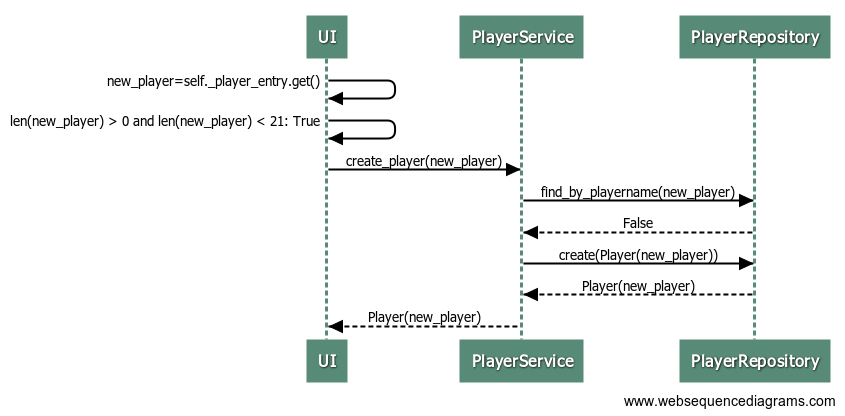 UI
PlayerService
PlayerRepository
new_player=self._player_entry.get()
len(new_player) > 0 and len(new_player) < 21: True
create_player(new_player)
find_by_playername(new_player)
False
create(Player(new_player))
Player(new_player)
Player(new_player)
UI
PlayerService
PlayerRepository
www.websequencediagrams.com